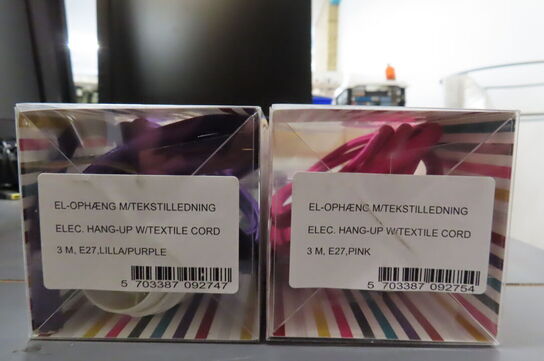 EL-OPHÆNG M/TEKSTILLEDNING
ELEC. HANG-UP W/TEXTILE CORD
3 M, E27,LILLA/PURPLE
5 703387 092747
EL-OPHÆNG M/TEKSTILLEDNING
ELEC. HANG-UP W/TEXTILE CORD
3 M, E27,PINK
5 703387 092754